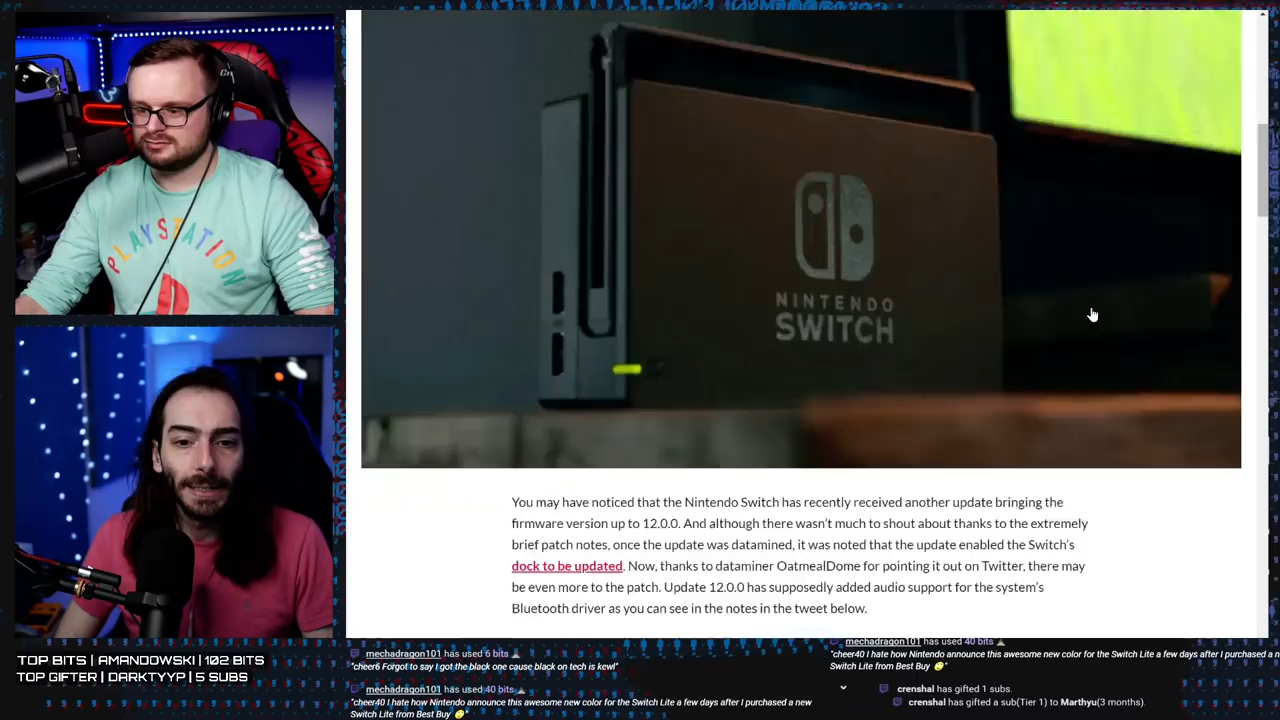 PLAYSTATION
NINTENDO
SWITCH
You may have noticed that the Nintendo Switch has recently received another update bringing the
firmware version up to 12.0.0. And although there wasn't much to shout about thanks to the extremely
brief patch notes, once the update was datamined, it was noted that the update enabled the Switch's
dock to be updated. Now, thanks to dataminer OatmealDome for pointing it out on Twitter, there may
be even more to the patch. Update 12.0.0 has supposedly added audio support for the system's
Bluetooth driver as you can see in the notes in the tweet below.
TOP BITS | AMANDOWSKI | 102 BITS
TOP GIFTER | DARKTYYP | 5 SUBS
mechadragon101 has used 6 bits
"cheer6 Forgot to say I got the black one cause black on tech is kewl"
mechadragon101 has used 40 bits
"cheer40 I hate how Nintendo announce this awesome new color for the Switch Lite a few days after I purchased a new
Switch Lite from Best Buy
mechadragon101 has used 40 bits
"cheer40 I hate how Nintendo announce this awesome new color for the Switch Lite a few days after I purchased a n
Switch Lite from Best Buy
crenshal has gifted 1 subs.
crenshal has gifted a sub(Tier 1) to Marthyu(3 months).